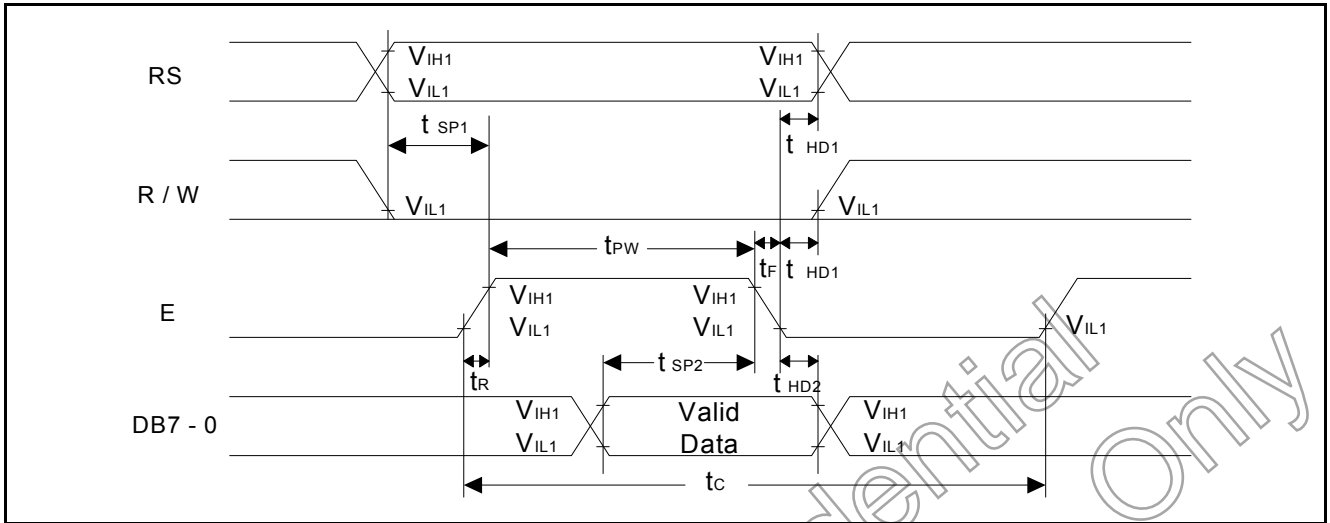 RS
VIH1 VIH1
VIL1 VIL1
t SP1
t HD1
R / W
VIL1 VIL1
tPW
tF t HD1
E
VIH1 VIH1
VIL1 VIL1 VIL1
tR
t SP2
t HD2
DB7 - 0
VIH1 Valid VIH1
VIL1 Data VIL1
tC
Only